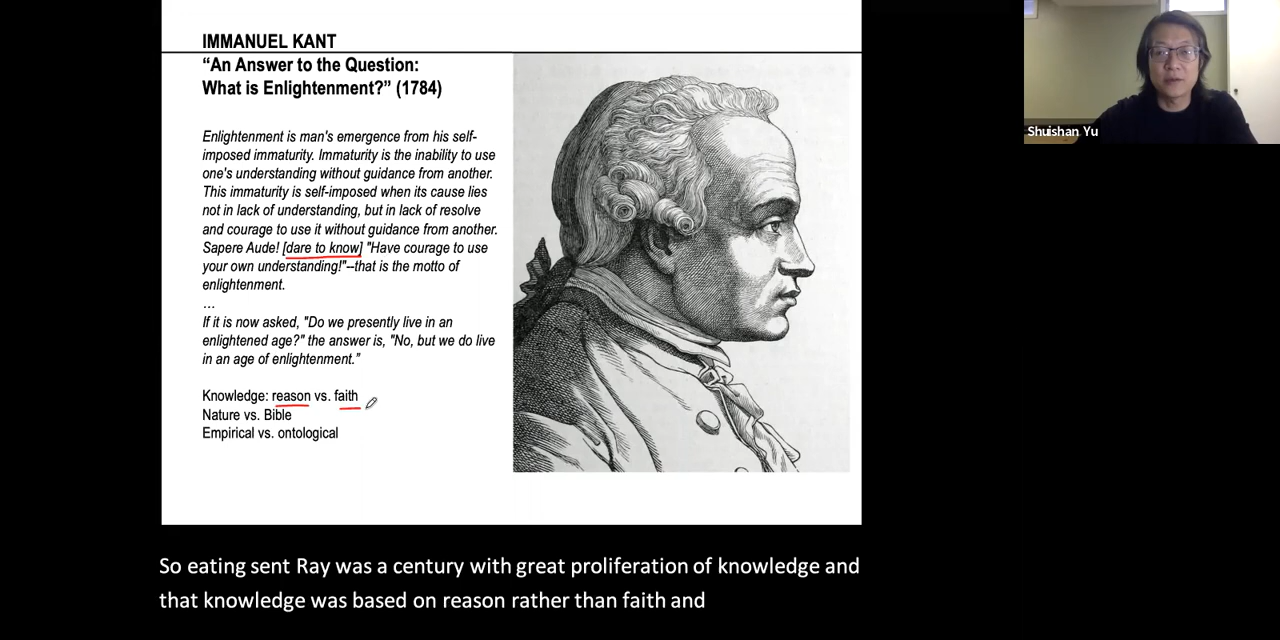 IMMANUEL KANT
“An Answer to the Question:
What is Enlightenment?” (1784)
Enlightenment is man's emergence from his self-
imposed immaturity. Immaturity is the inability to use
one's understanding without guidance from another.
This immaturity is self-imposed when its cause lies
not in lack of understanding, but in lack of resolve
and courage to use it without guidance from another.
Sapere Aude! [dare to know] "Have courage to use
your own understanding!"--that is the motto of
enlightenment.
…
If it is now asked, "Do we presently live in an
enlightened age?" the answer is, "No, but we do live
in an age of enlightenment.”
Knowledge: reason vs. faith
Nature vs. Bible
Empirical vs. ontological
Shuishan Yu
So eating sent Ray was a century with great proliferation of knowledge and
that knowledge was based on reason rather than faith and